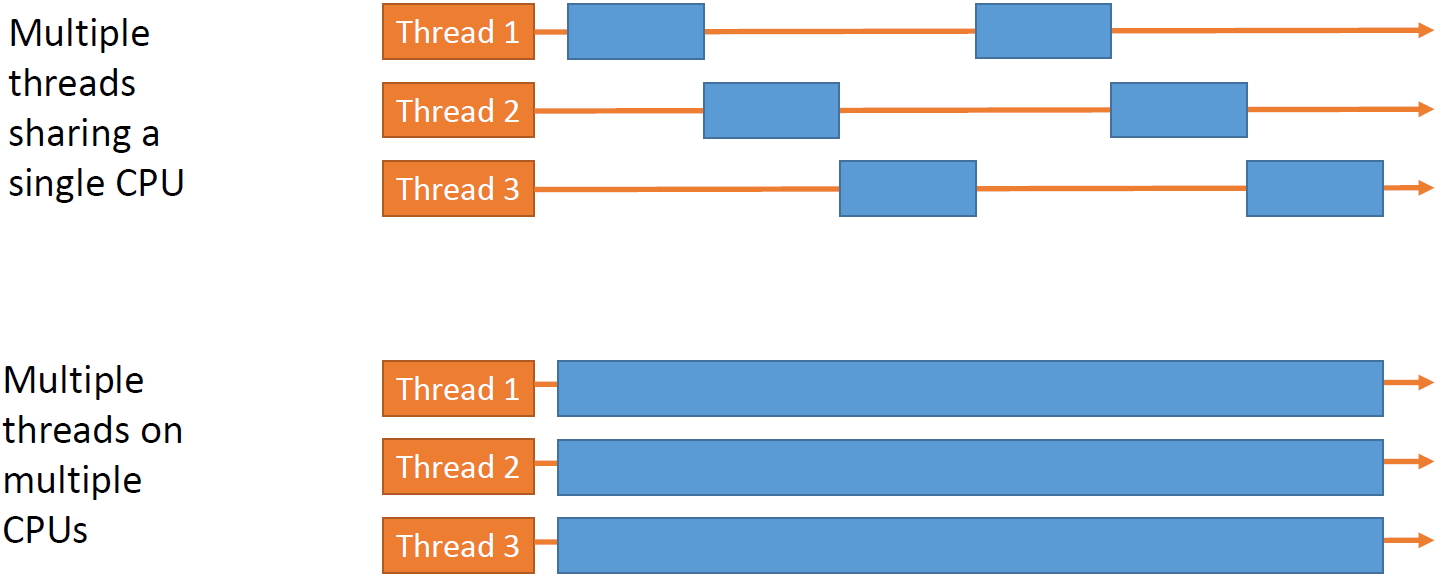 Multiple
threads
sharing a
single CPU
Thread 1
Thread 2
Thread 3
Multiple
threads on
multiple
CPUs
Thread 1
Thread 2
Thread 3